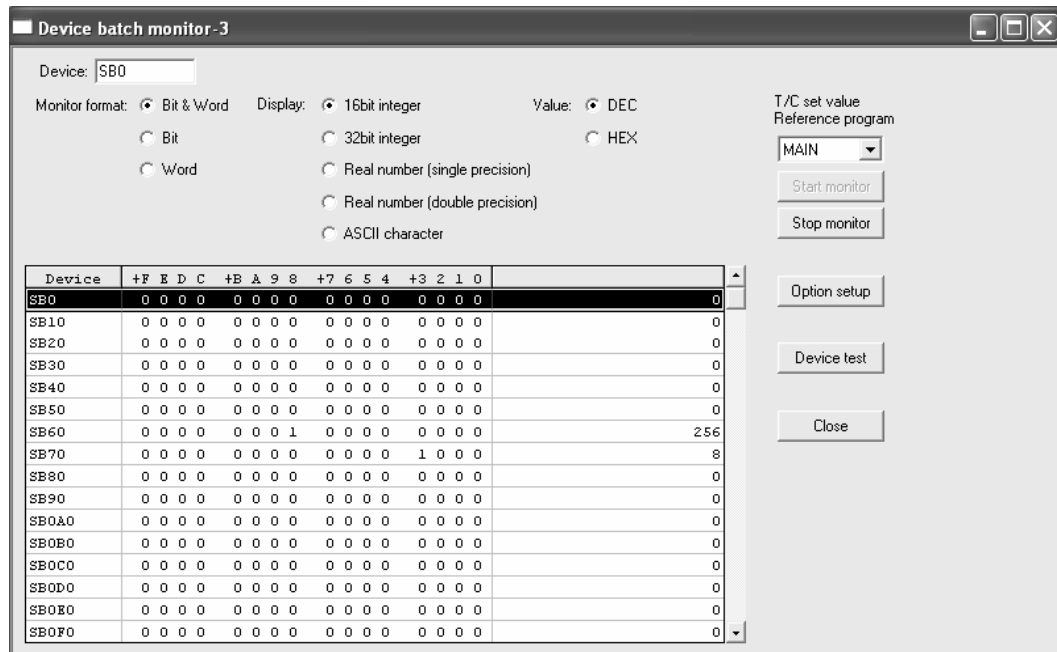 Device batch monitor-3
Device: SB0
Monitor format: Bit & Word Display: 16bit integer Value: DEC
T/C set value
Reference program
Bit 32bit integer HEX
MAIN
Word Real number (single precision)
Start monitor
Real number (double precision)
Stop monitor
ASCII character
Device +F E D C +B A 9 8 +7 6 5 4 +3 2 1 0
SB0 0 0 0 0 0 0 0 0 0 0 0 0 0 0 0 0 0
Option setup
SB10 0 0 0 0 0 0 0 0 0 0 0 0 0 0 0 0 0
SB20 0 0 0 0 0 0 0 0 0 0 0 0 0 0 0 0 0
SB30 0 0 0 0 0 0 0 0 0 0 0 0 0 0 0 0 0
Device test
SB40 0 0 0 0 0 0 0 0 0 0 0 0 0 0 0 0 0
SB50 0 0 0 0 0 0 0 0 0 0 0 0 0 0 0 0 0
SB60 0 0 0 0 0 0 0 1 0 0 0 0 0 0 0 0 256
Close
SB70 0 0 0 0 0 0 0 0 0 0 0 0 1 0 0 0 8
SB80 0 0 0 0 0 0 0 0 0 0 0 0 0 0 0 0 0
SB90 0 0 0 0 0 0 0 0 0 0 0 0 0 0 0 0 0
SB0A0 0 0 0 0 0 0 0 0 0 0 0 0 0 0 0 0 0
SB0B0 0 0 0 0 0 0 0 0 0 0 0 0 0 0 0 0 0
SB0C0 0 0 0 0 0 0 0 0 0 0 0 0 0 0 0 0 0
SB0D0 0 0 0 0 0 0 0 0 0 0 0 0 0 0 0 0 0
SB0E0 0 0 0 0 0 0 0 0 0 0 0 0 0 0 0 0 0
SB0F0 0 0 0 0 0 0 0 0 0 0 0 0 0 0 0 0 0